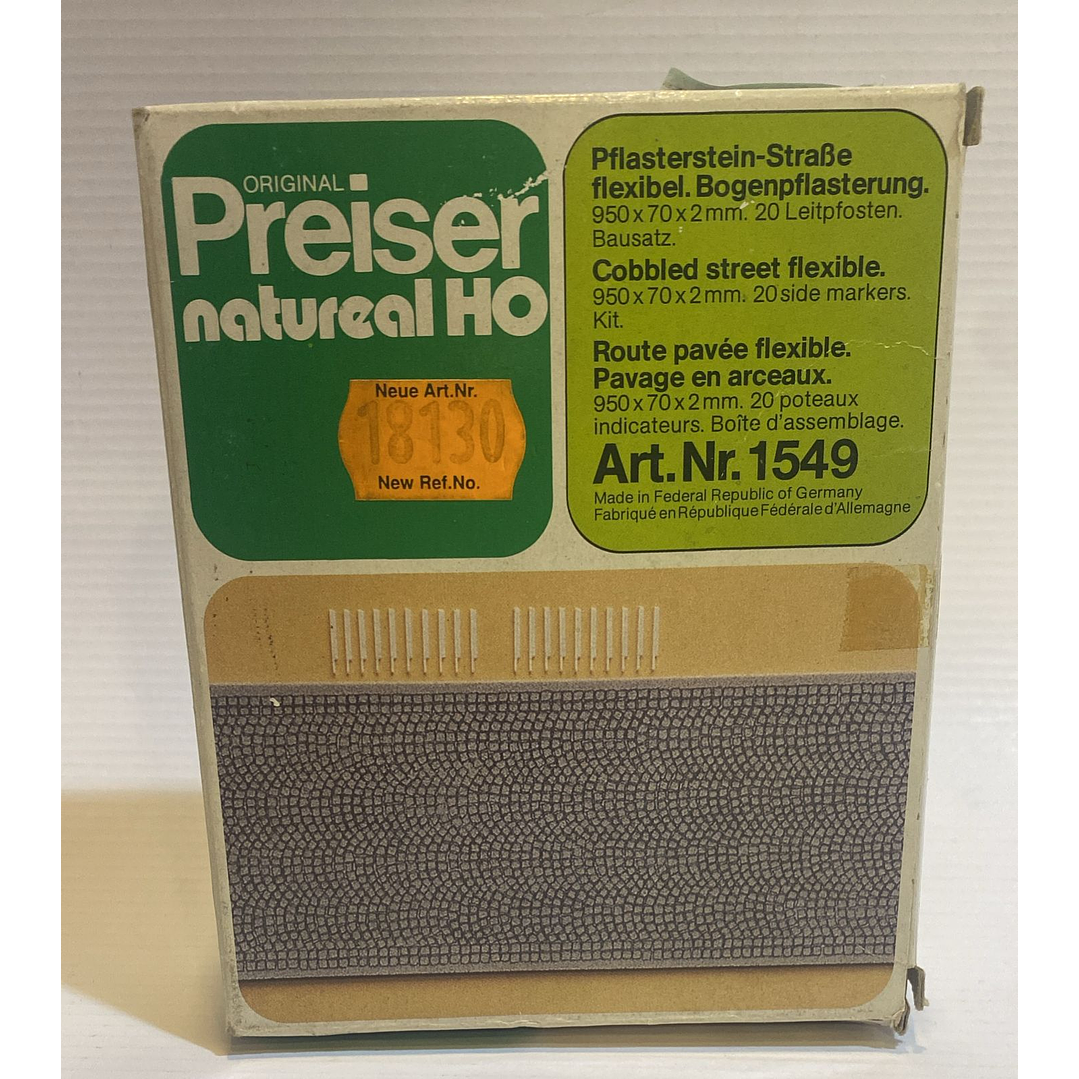 ORIGINAL
Preiser
natureal HO
Neue Art.Nr.
18130
New Ref.No.
Pflasterstein-Straße
flexibel. Bogenpflasterung.
950 x 70 x 2 mm. 20 Leitpfosten.
Bausatz.
Cobbled street flexible.
950 x 70 x 2 mm. 20 side markers.
Kit.
Route pavée flexible.
Pavage en arceaux.
950 x 70 x 2 mm. 20 poteaux
indicateurs. Boîte d'assemblage.
Art. Nr. 1549
Made in Federal Republic of Germany
Fabriqué en République Fédérale d'Allemagne